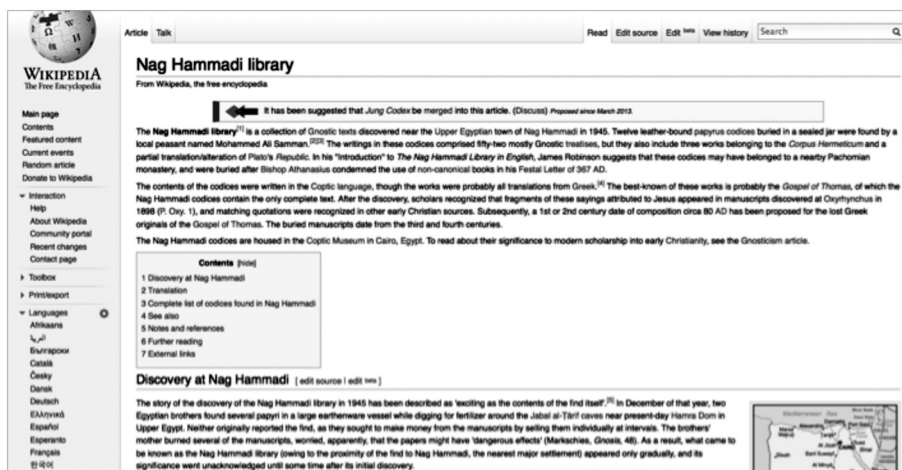 Article Talk Read Edit source Edit beta View history Search
WIKIPEDIA
The Free Encyclopedia
Main page
Contents
Featured content
Current events
Random article
Donate to Wikipedia
Interaction
Help
About Wikipedia
Community portal
Recent changes
Contact page
Toolbox
Print/export
Languages
Afrikaans
العربية
Български
Català
Česky
Dansk
Deutsch
Ελληνικά
Español
Esperanto
Français
한국어
Nag Hammadi library
From Wikipedia, the free encyclopedia
It has been suggested that Jung Codex be merged into this article. (Discuss) Proposed since March 2013.
The Nag Hammadi library[1] is a collection of Gnostic texts discovered near the Upper Egyptian town of Nag Hammadi in 1945. Twelve leather-bound papyrus codices buried in a sealed jar were found by a
local peasant named Mohammed Ali Samman.[2][3] The writings in these codices comprised fifty-two mostly Gnostic treatises, but they also include three works belonging to the Corpus Hermeticum and a
partial translation/alteration of Plato's Republic. In his "Introduction" to The Nag Hammadi Library in English, James Robinson suggests that these codices may have belonged to a nearby Pachomian
monastery, and were buried after Bishop Athanasius condemned the use of non-canonical books in his Festal Letter of 367 AD.
The contents of the codices were written in the Coptic language, though the works were probably all translations from Greek.[4] The best-known of these works is probably the Gospel of Thomas, of which the
Nag Hammadi codices contain the only complete text. After the discovery, scholars recognized that fragments of these sayings attributed to Jesus appeared in manuscripts discovered at Oxyrhynchus in
1898 (P. Oxy. 1), and matching quotations were recognized in other early Christian sources. Subsequently, a 1st or 2nd century date of composition circa 80 AD has been proposed for the lost Greek
originals of the Gospel of Thomas. The buried manuscripts date from the third and fourth centuries.
The Nag Hammadi codices are housed in the Coptic Museum in Cairo, Egypt. To read about their significance to modern scholarship into early Christianity, see the Gnosticism article.
Contents [hide]
1 Discovery at Nag Hammadi
2 Translation
3 Complete list of codices found in Nag Hammadi
4 See also
5 Notes and references
6 Further reading
7 External links
Discovery at Nag Hammadi [ edit source | edit beta ]
The story of the discovery of the Nag Hammadi library in 1945 has been described as 'exciting as the contents of the find itself'.[5] In December of that year, two
Egyptian brothers found several papyri in a large earthenware vessel while digging for fertilizer around the Jabal al-Ṭārif caves near present-day Hamra Dom in
Upper Egypt. Neither originally reported the find, as they sought to make money from the manuscripts by selling them individually at intervals. The brothers'
mother burned several of the manuscripts, worried, apparently, that the papers might have 'dangerous effects' (Markschies, Gnosis, 48). As a result, what came to
be known as the Nag Hammadi library (owing to the proximity of the find to Nag Hammadi, the nearest major settlement) appeared only gradually, and its
significance went unacknowledged until some time after its initial discovery.
Mediterranean Sea
Alexandria
Cairo
Suez
Siwah
Beni Suef
Al Minya